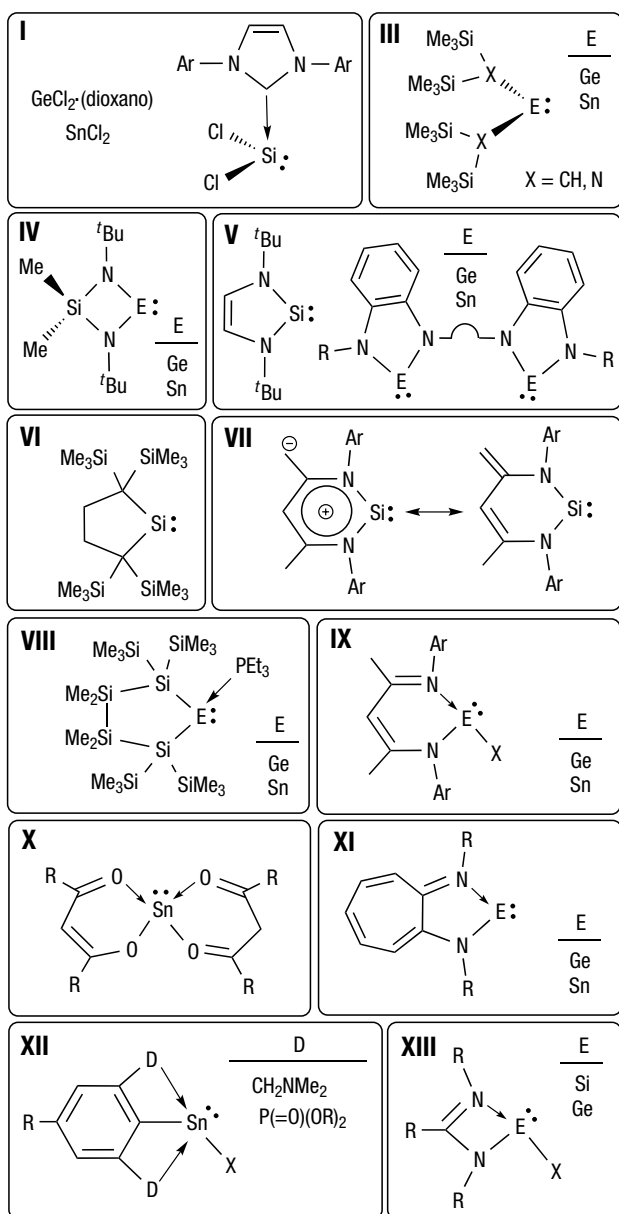 I
Ar N N Ar
GeCl2·(dioxano)
SnCl2
Cl
Si:
Cl
III
Me3Si
Me3Si X
E:
Me3Si X
Me3Si
E
Ge
Sn
X = CH, N
IV
tBu
Me
N
Si E:
N
Me
tBu
E
Ge
Sn
V
tBu
N
Si:
N
tBu
E
Ge
Sn
N N N N
R R
E E
VI
Me3Si SiMe3
Si:
Me3Si SiMe3
VII
⊖ Ar
N
⊕ Si:
N
Ar
Ar
N
Si:
N
Ar
VIII
SiMe3
Me3Si
PEt3
Si
Me2Si
E:
Me2Si
Si
Me3Si SiMe3
E
Ge
Sn
IX
Ar
N
E
N
X
Ar
E
Ge
Sn
X
R O O R
Sn
O O
R R
XI
R
N
E:
N
R
E
Ge
Sn
XII
D
R Sn
X
D
D
CH2NMe2
P(=O)(OR)2
XIII
R
N
R E
N
X
R
E
Si
Ge